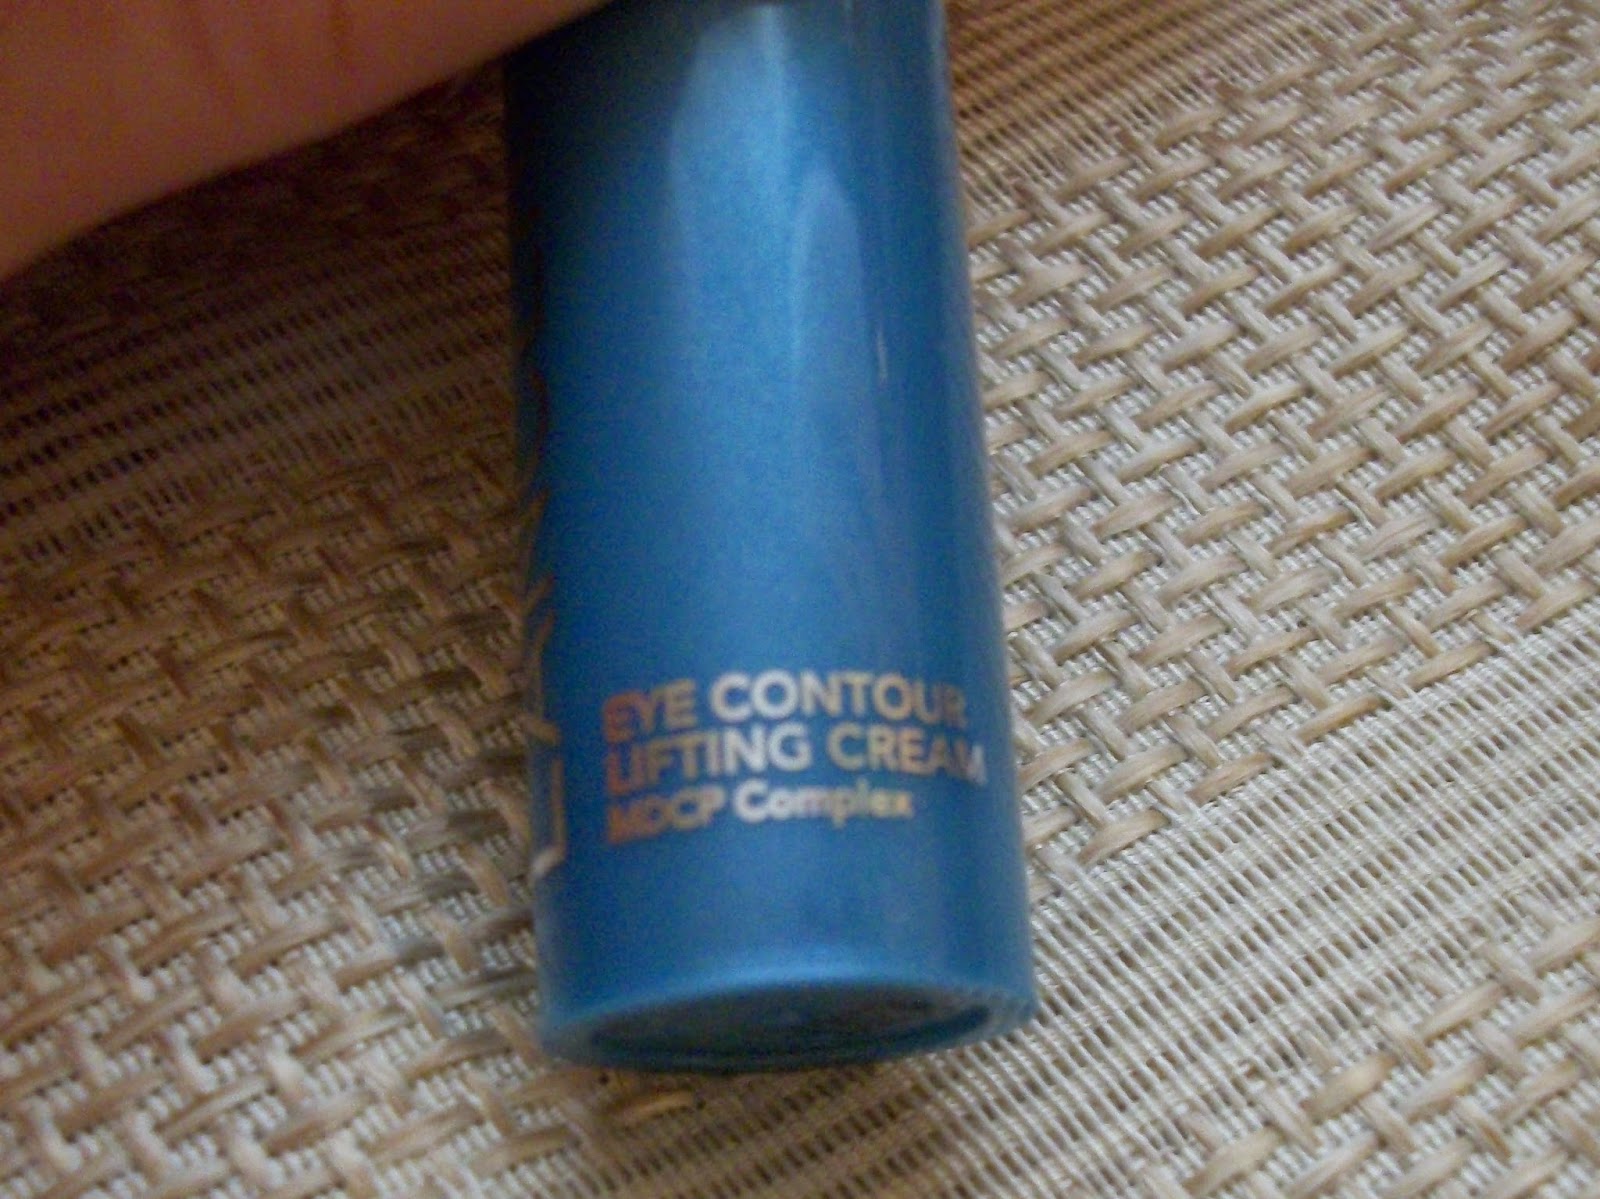 EYE CONTOUR
LIFTING CREAM
MDCP Complex